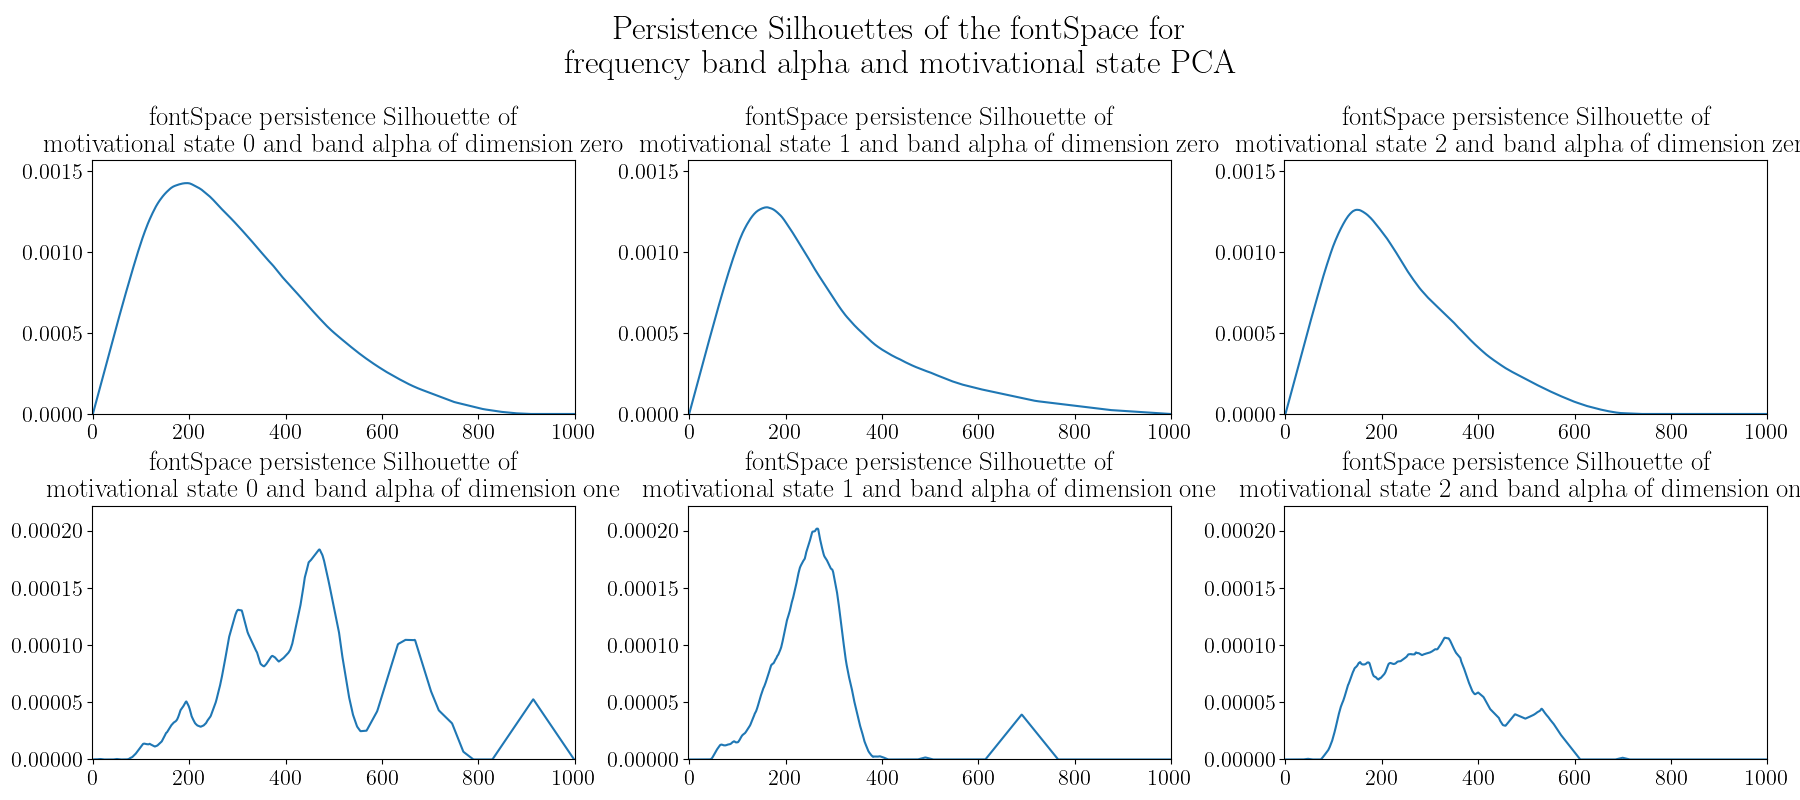 Persistence Silhouettes of the fontSpace for
frequency band alpha and motivational state PCA
fontSpace persistence Silhouette of
motivational state 0 and band alpha of dimension zero
0.0015
0.0010
0.0005
0.0000
0 200 400 600 800 1000
fontSpace persistence Silhouette of
motivational state 1 and band alpha of dimension zero
0.0015
0.0010
0.0005
0.0000
0 200 400 600 800 1000
fontSpace persistence Silhouette of
motivational state 2 and band alpha of dimension zer
0.0015
0.0010
0.0005
0.0000
0 200 400 600 800 1000
fontSpace persistence Silhouette of
motivational state 0 and band alpha of dimension one
0.00020
0.00015
0.00010
0.00005
0.00000
0 200 400 600 800 1000
fontSpace persistence Silhouette of
motivational state 1 and band alpha of dimension one
0.00020
0.00015
0.00010
0.00005
0.00000
0 200 400 600 800 1000
fontSpace persistence Silhouette of
motivational state 2 and band alpha of dimension on
0.00020
0.00015
0.00010
0.00005
0.00000
0 200 400 600 800 1000